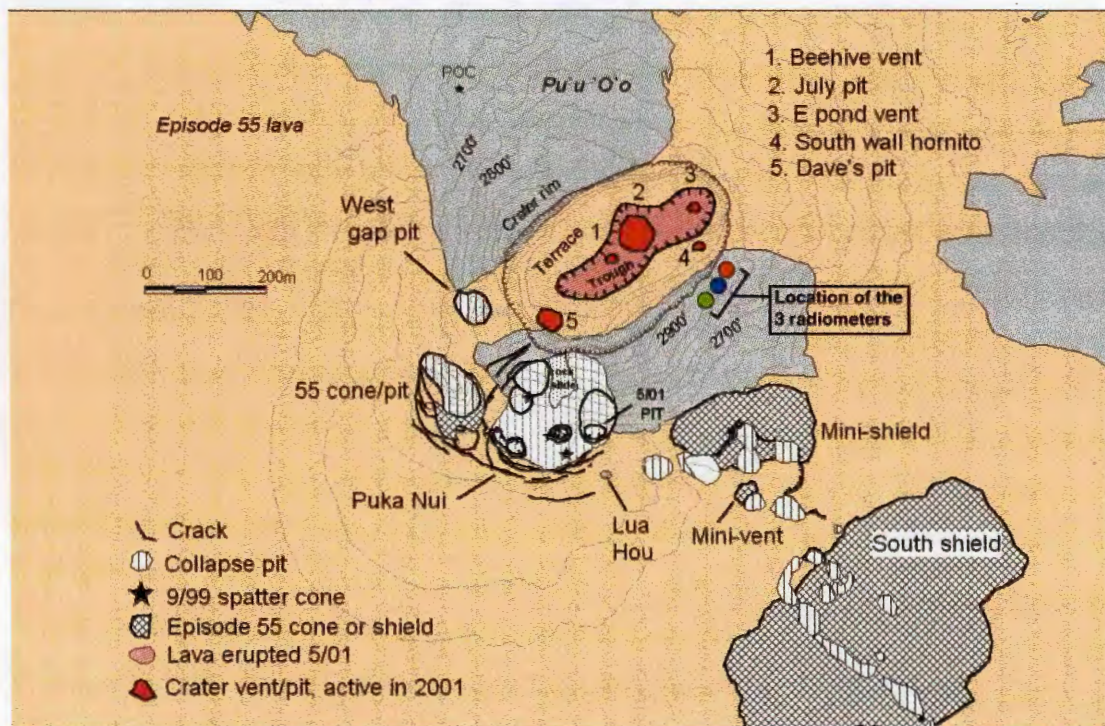 POC
Pu`u `O`o
1. Beehive vent
2. July pit
3. E pond vent
4. South wall hornito
5. Dave's pit
Episode 55 lava
2700'
2800'
Crater rim
West
gap pit
3
2
1
Terrace
Trough
4
5
0 100 200m
Location of the
3 radiometers
2900'
2700'
55 cone/pit
5/01
PIT
Mini-shield
Puka Nui
Lua
Hou
Mini-vent
South shield
Crack
Collapse pit
9/99 spatter cone
Episode 55 cone or shield
Lava erupted 5/01
Crater vent/pit, active in 2001